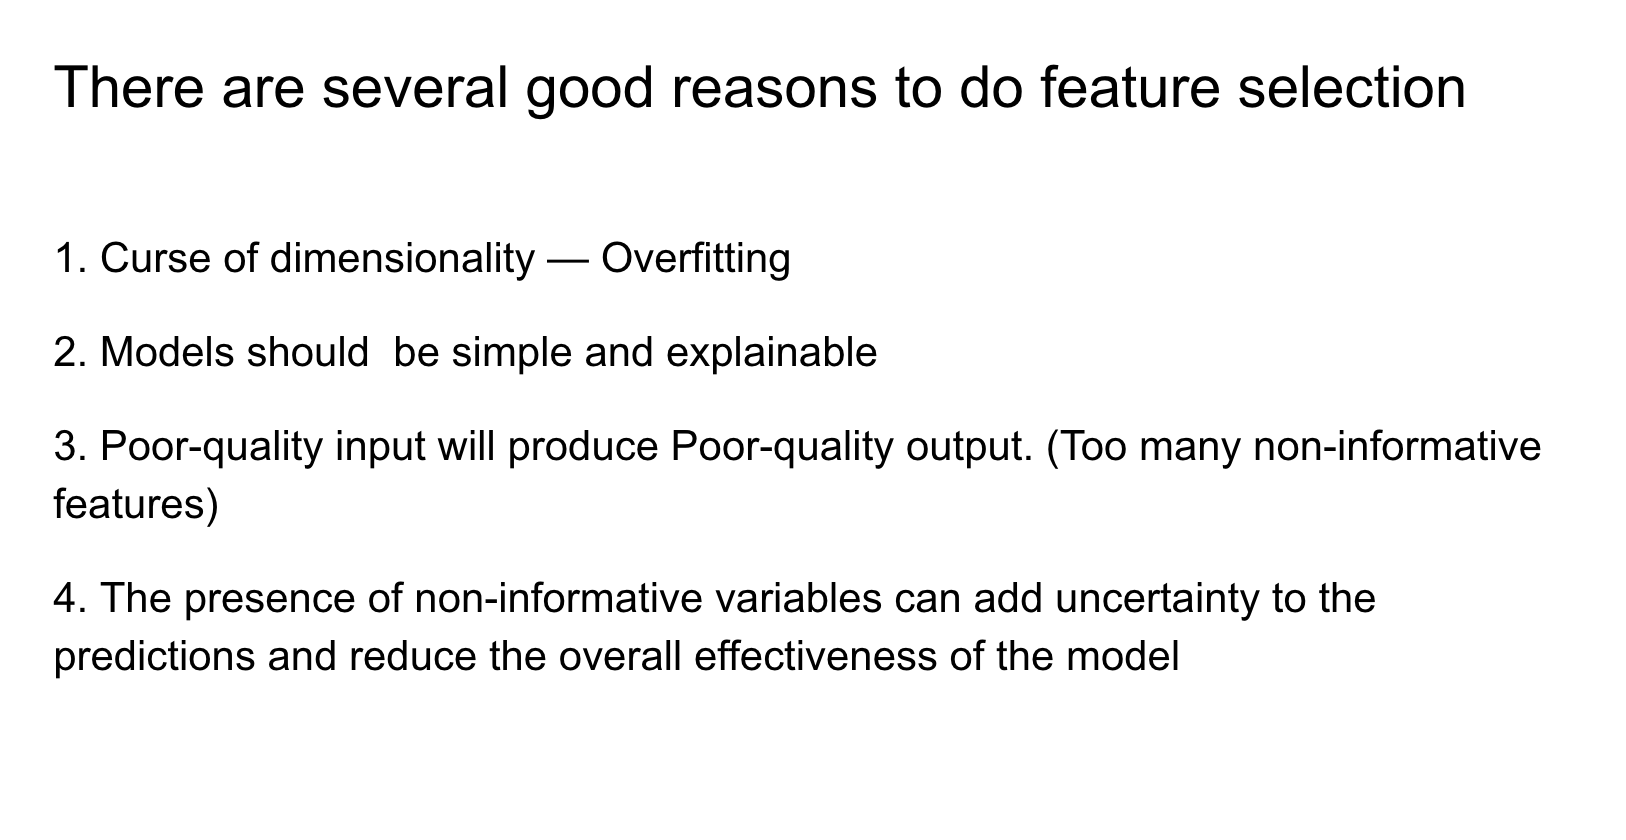 There are several good reasons to do feature selection
1. Curse of dimensionality — Overfitting
2. Models should  be simple and explainable
3. Poor-quality input will produce Poor-quality output. (Too many non-informative
features)
4. The presence of non-informative variables can add uncertainty to the
predictions and reduce the overall effectiveness of the model